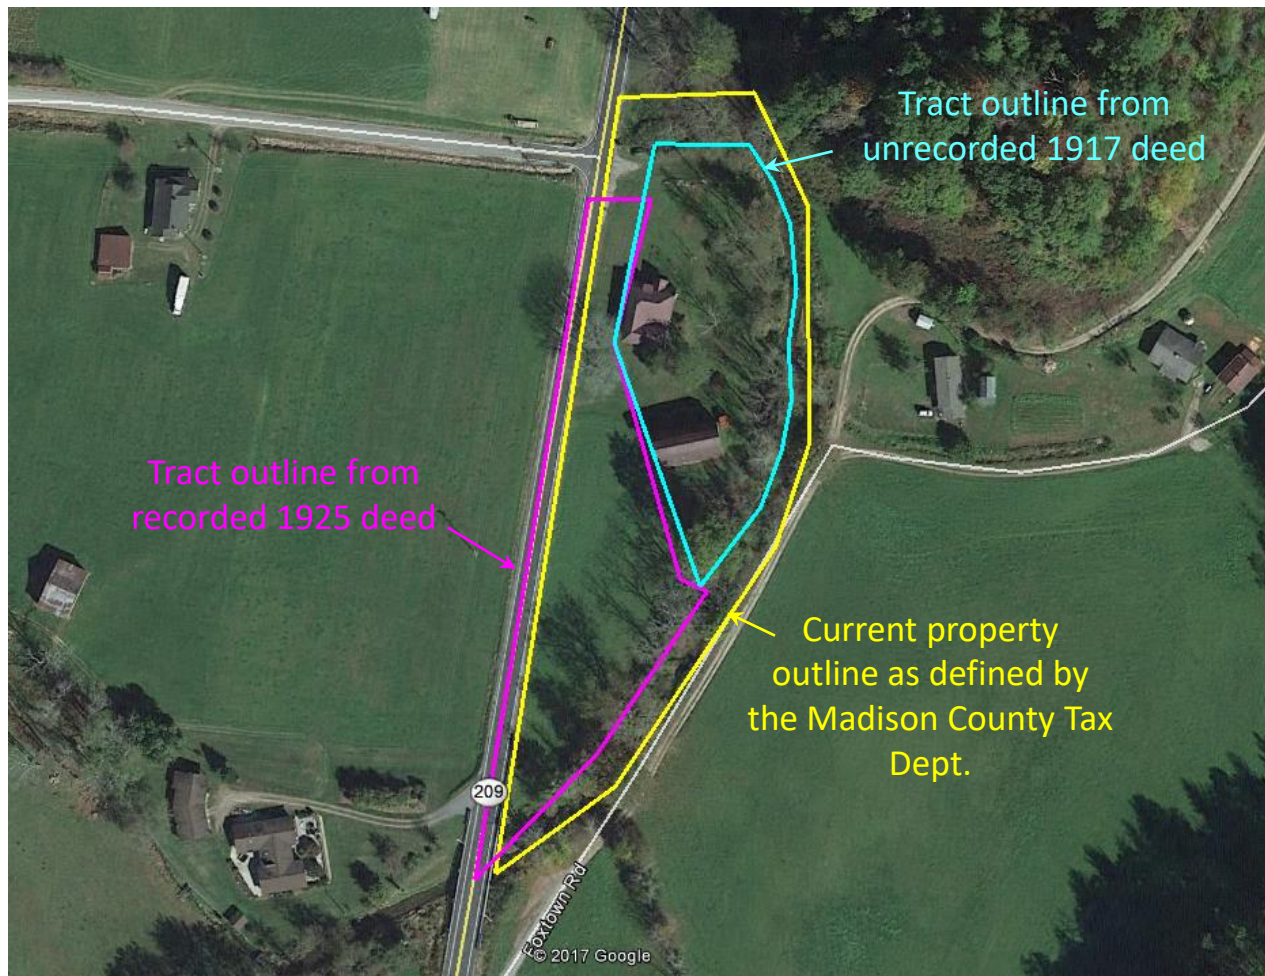 Tract outline from
unrecorded 1917 deed
Tract outline from
recorded 1925 deed
Current property
outline as defined by
the Madison County Tax
Dept.
209
Foxtown Rd
© 2017 Google